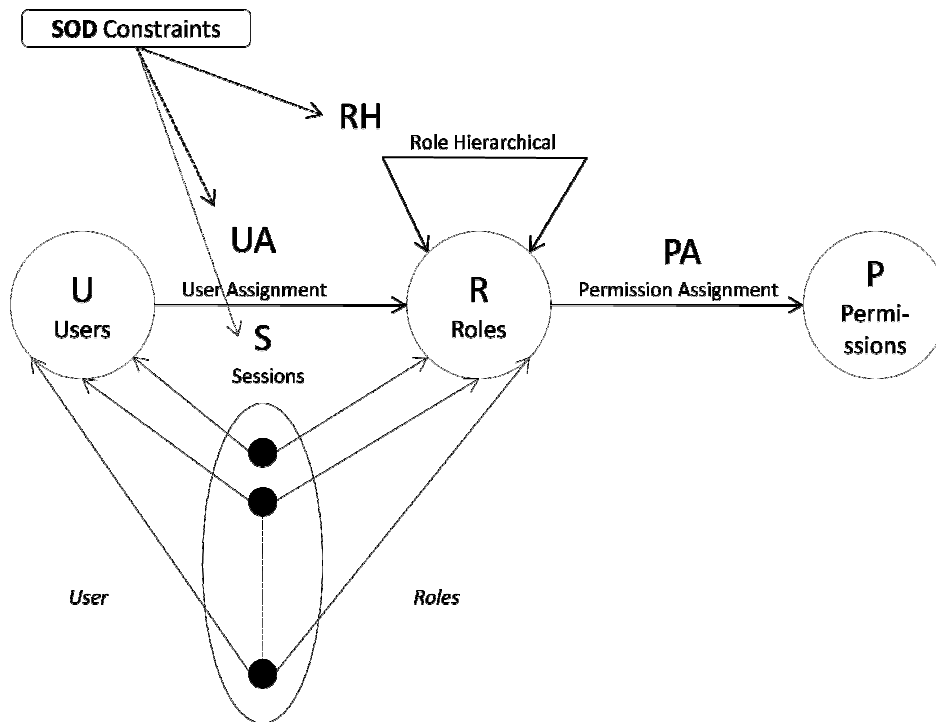 SOD Constraints
RH
Role Hierarchical
UA
PA
U
User Assignment
R
Permission Assignment
P
Users
S
Roles
Permi-
ssions
Sessions
User
Roles